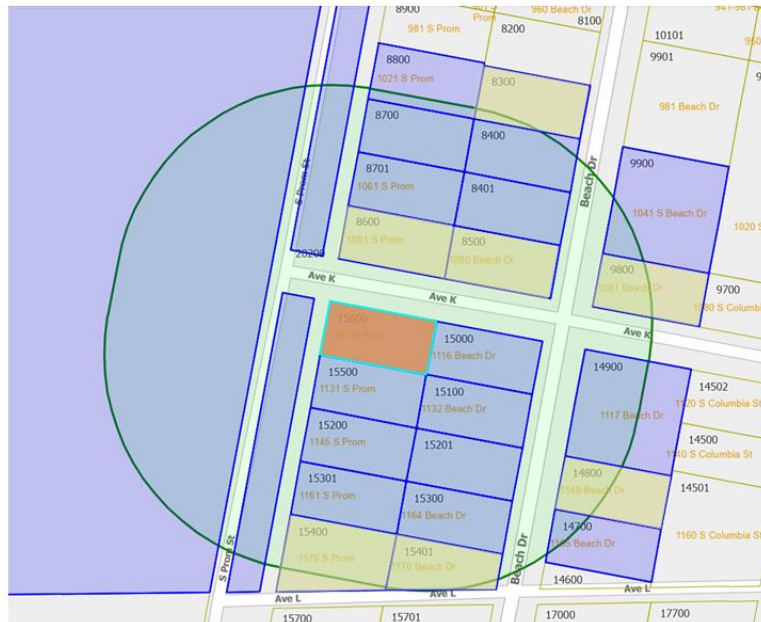 8900
Prom
960 Beach Dr
8100
981 S Prom
8200
10101
9901
8800
1021 S Prom
8300
981 Beach Dr
8700
8400
S Prom St
Beach Dr
9900
8701
1061 S Prom
8401
1041 S Beach Dr
8600
1081 S Prom
8500
1080 Beach Dr
20200
9800
1081 Beach Dr
9700
1080 S Columbia
Ave K
Ave K
Ave K
15600
15000
1116 Beach Dr
15500
1131 S Prom
14900
14502
1120 S Columbia St
15100
1132 Beach Dr
1117 Beach Dr
15200
1145 S Prom
15201
14500
1140 S Columbia St
15301
1161 S Prom
15300
1164 Beach Dr
14800
1149 Beach Dr
14501
15400
1175 S Prom
15401
1176 Beach Dr
14700
1165 Beach Dr
1160 S Columbia St
S Prom St
Beach Dr
14600
Ave L
Ave L
Ave L
15700
15701
17000
17700